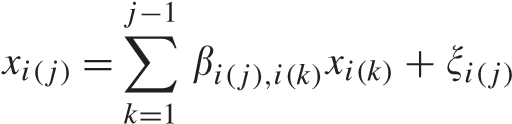 $x_{i(j)} = \sum_{k=1}^{j-1} \beta_{i(j),i(k)} x_{i(k)} + \xi_{i(j)}$